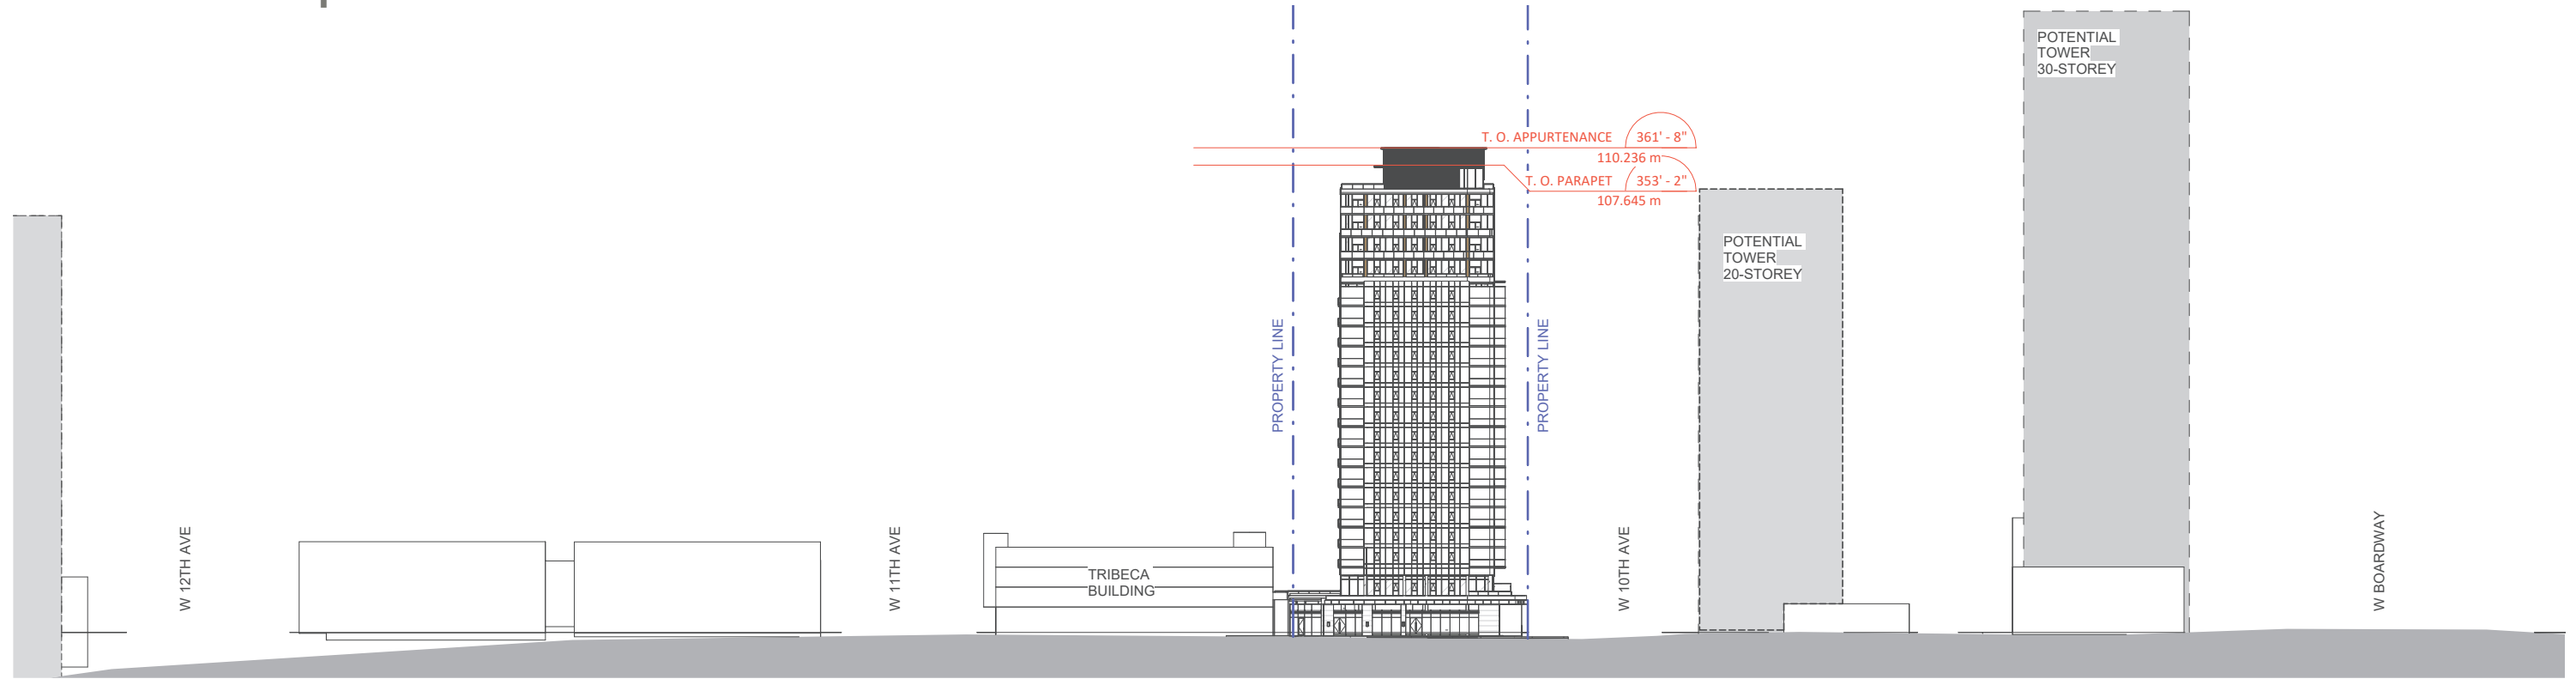 POTENTIAL
TOWER
30-STOREY
T. O. APPURTENANCE 361' - 8"
110.236 m
T. O. PARAPET 353' - 2"
107.645 m
POTENTIAL
TOWER
20-STOREY
PROPERTY LINE
PROPERTY LINE
W 12TH AVE
W 11TH AVE
TRIBECA
BUILDING
W 10TH AVE
W BOARDWAY